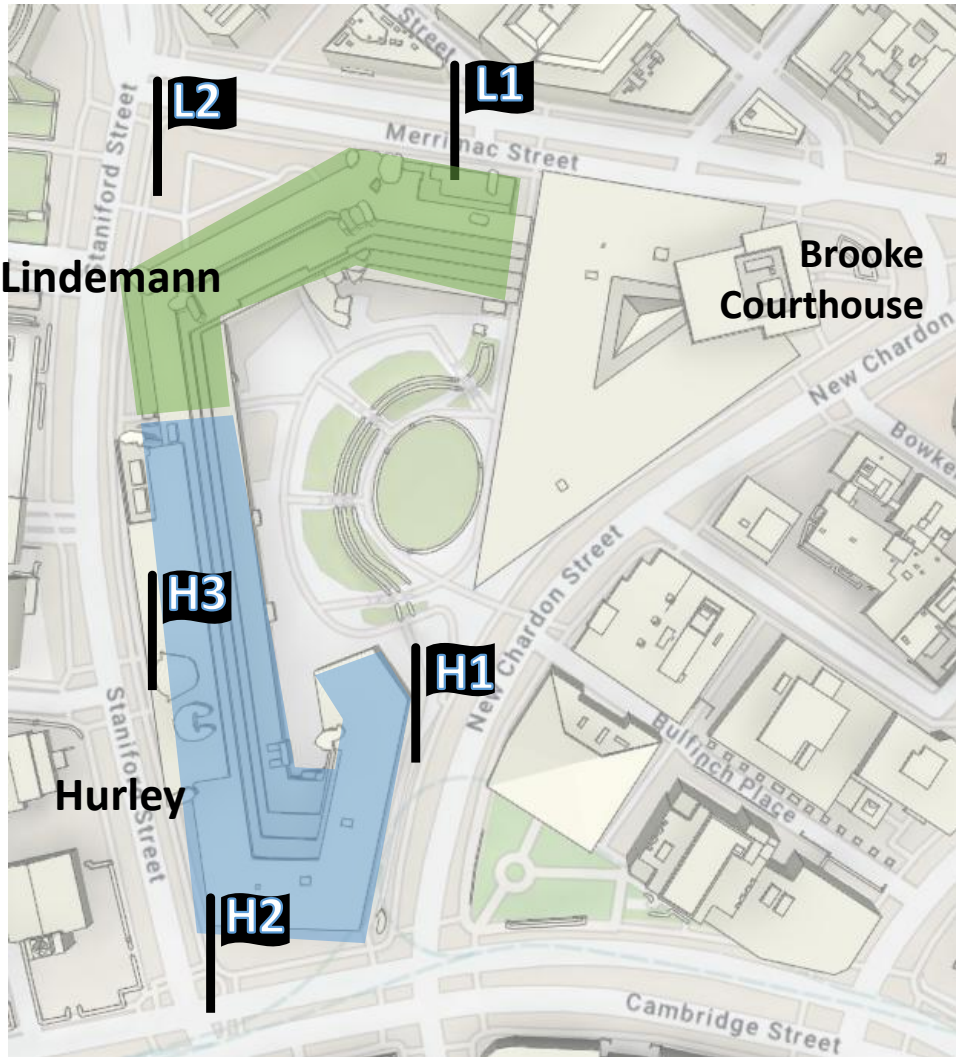 Street
L2
L1
Merrimac Street
Staniford Street
Lindemann
Brooke
Courthouse
New Chardon
Bowker
H3
New Chardon Street
H1
Staniford Street
Bulfinch Place
Hurley
H2
Cambridge Street